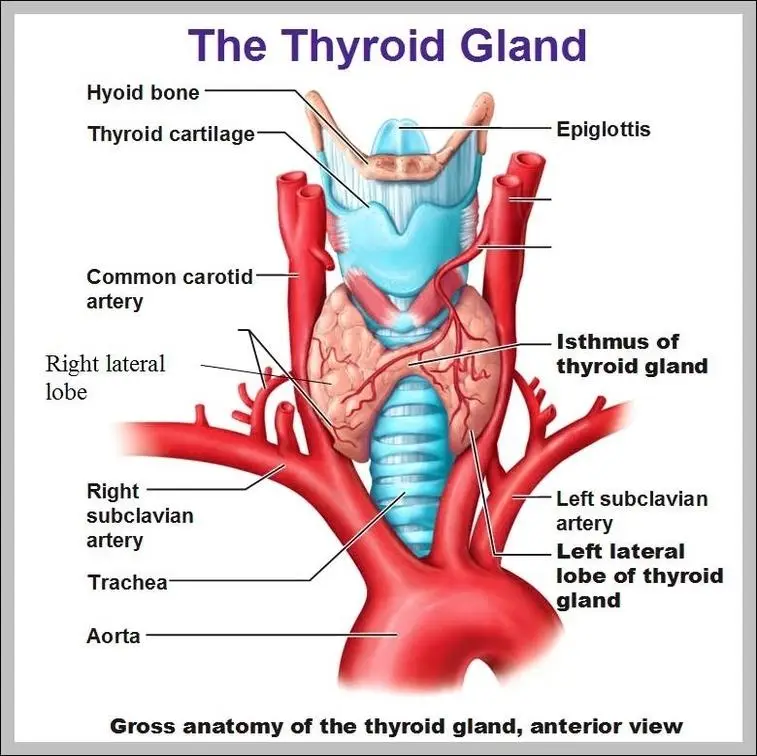 The Thyroid Gland
Hyoid bone
Thyroid cartilage
Epiglottis
Common carotid
artery
Isthmus of
thyroid gland
Right lateral
lobe
Right
subclavian
artery
Left subclavian
artery
Left lateral
lobe of thyroid
gland
Trachea
Aorta
Gross anatomy of the thyroid gland, anterior view